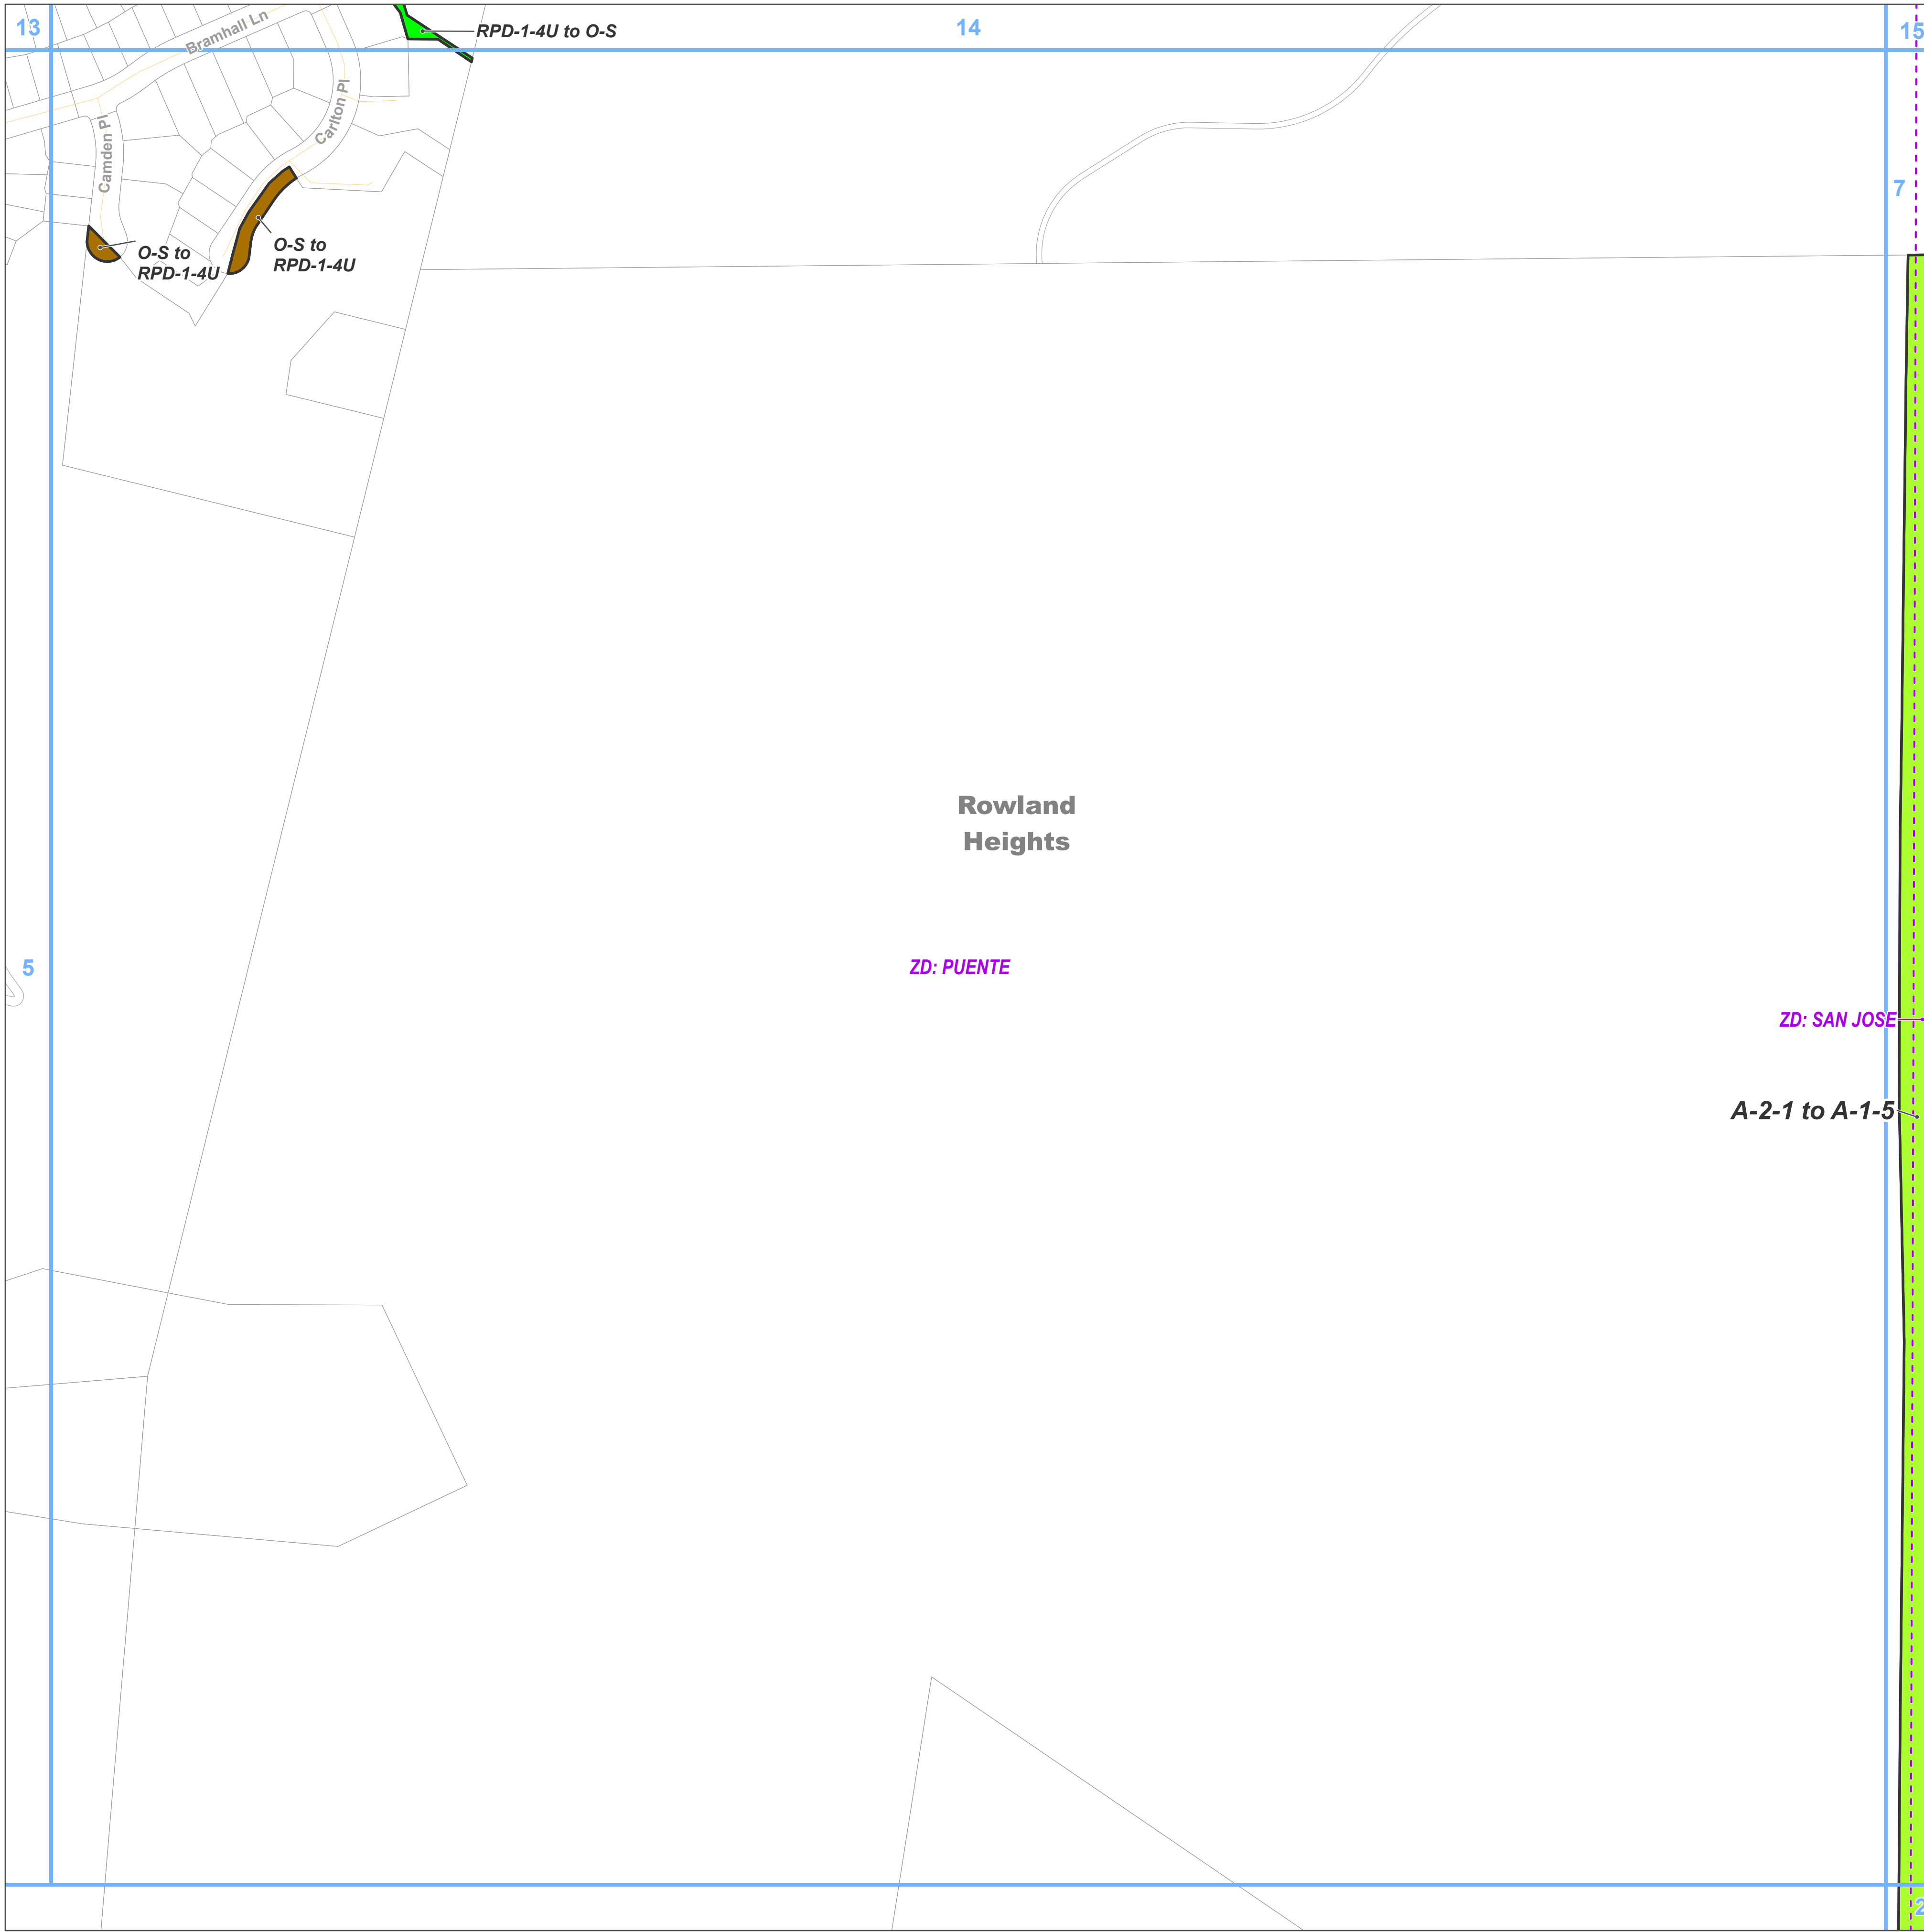 13
14
15
Bramhall Ln
RPD-1-4U to O-S
Carlton Pl
Camden Pl
7
O-S to
RPD-1-4U
O-S to
RPD-1-4U
Rowland
Heights
5
ZD: PUENTE
ZD: SAN JOSE
A-2-1 to A-1-5
2